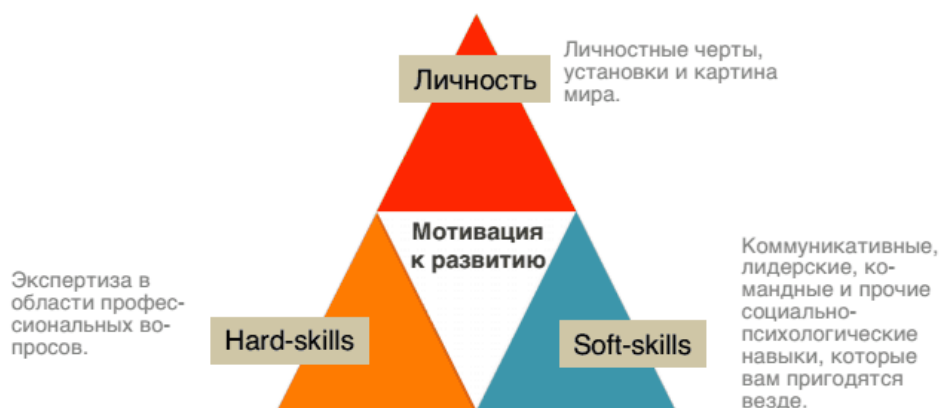 Личность
Личностные черты,
установки и картина
мира.
Мотивация
к развитию
Экспертиза в
области профес-
сиональных во-
просов.
Hard-skills
Soft-skills
Коммуникативные,
лидерские, ко-
мандные и прочие
социально-
психологические
навыки, которые
вам пригодятся
везде.